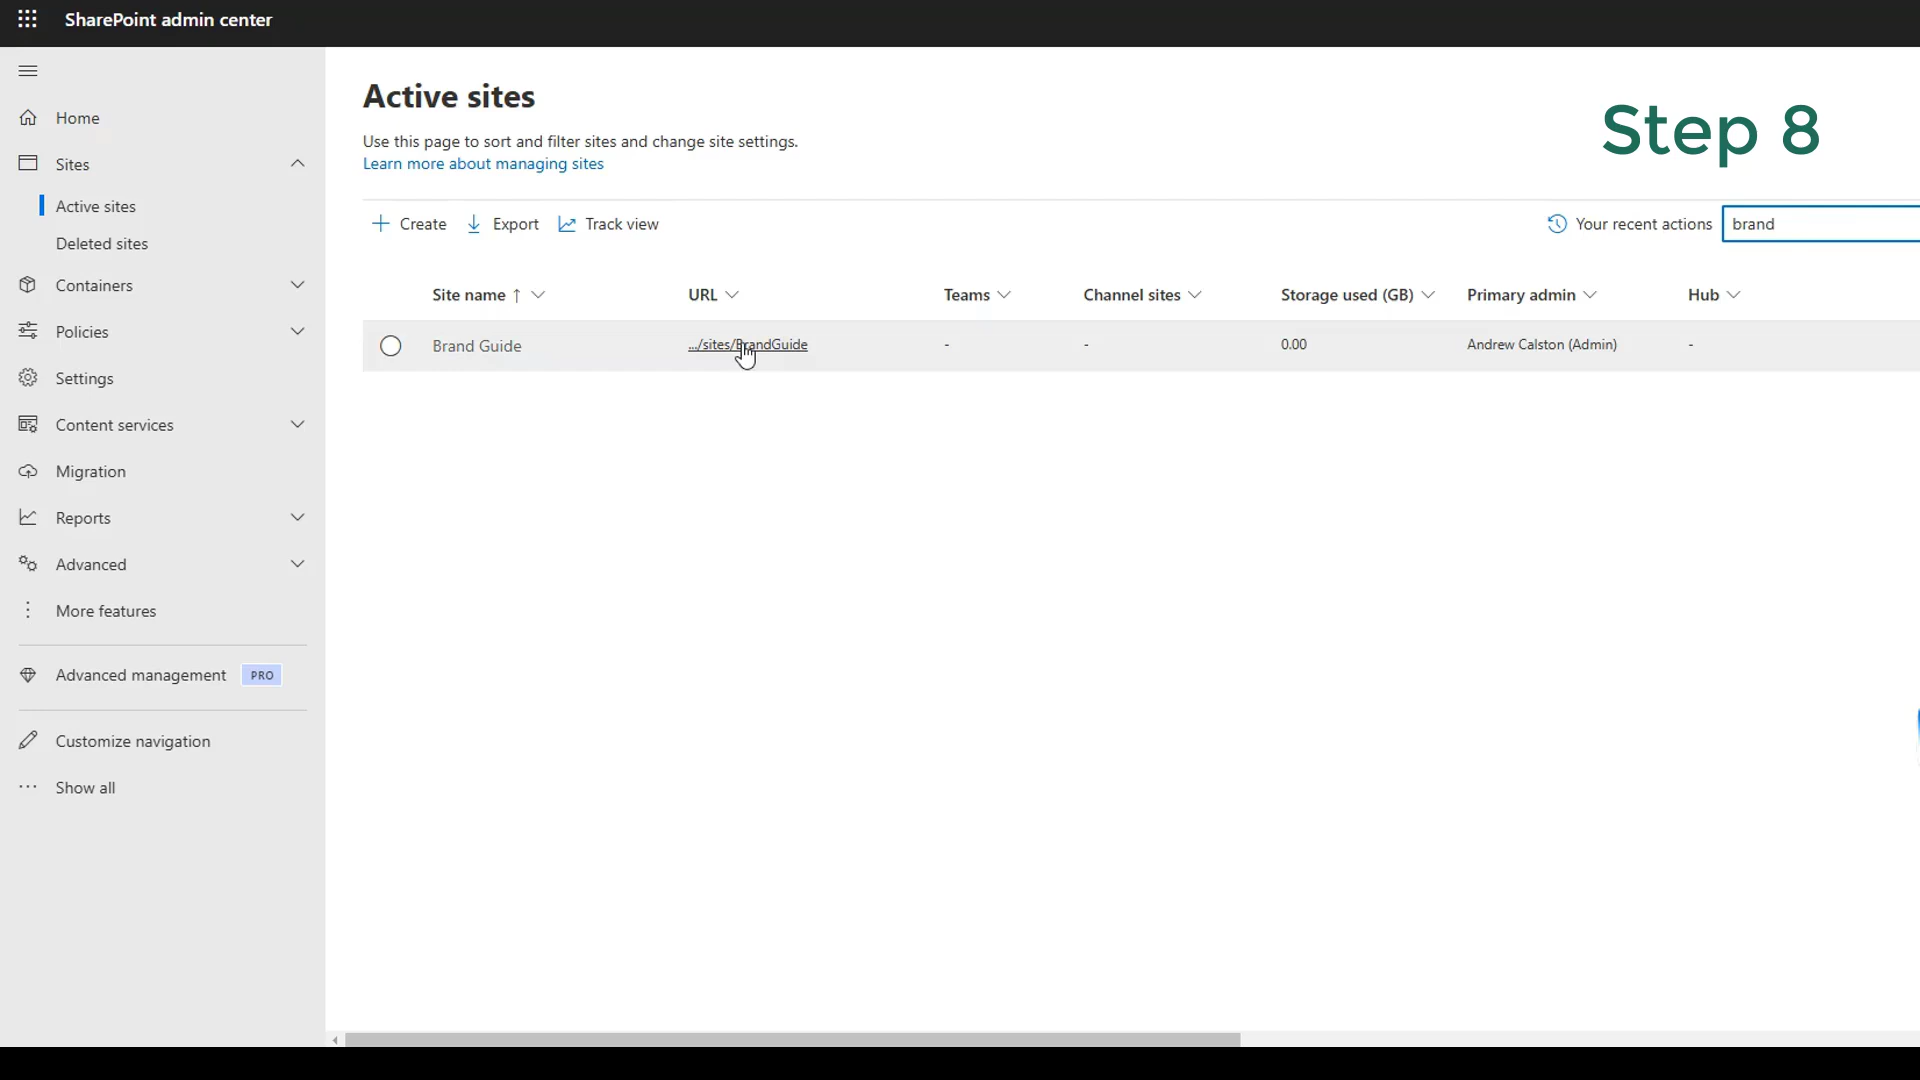 SharePoint admin center
Home
Sites
Active sites
Deleted sites
Containers
Policies
Settings
Content services
Migration
Reports
Advanced
More features
Advanced management PRO
Customize navigation
Show all
Active sites
Use this page to sort and filter sites and change site settings.
Learn more about managing sites
Step 8
Create Export Track view Your recent actions brand
Site name ↑ URL Teams Channel sites Storage used (GB) Primary admin Hub
Brand Guide .../sites/BrandGuide - - 0.00 Andrew Calston (Admin) -